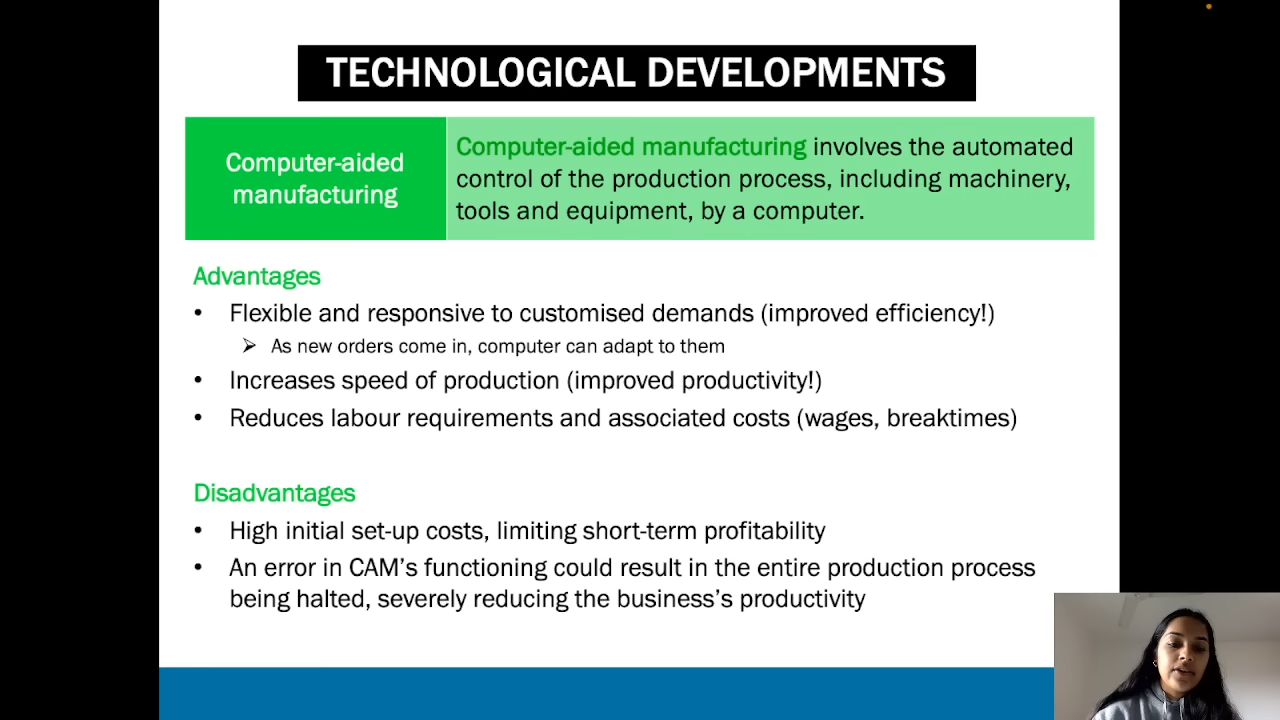 TECHNOLOGICAL DEVELOPMENTS
Computer-aided
manufacturing
Computer-aided manufacturing involves the automated
control of the production process, including machinery,
tools and equipment, by a computer.
Advantages
• Flexible and responsive to customised demands (improved efficiency!)
➢ As new orders come in, computer can adapt to them
• Increases speed of production (improved productivity!)
• Reduces labour requirements and associated costs (wages, breaktimes)
Disadvantages
• High initial set-up costs, limiting short-term profitability
• An error in CAM’s functioning could result in the entire production process
being halted, severely reducing the business’s productivity